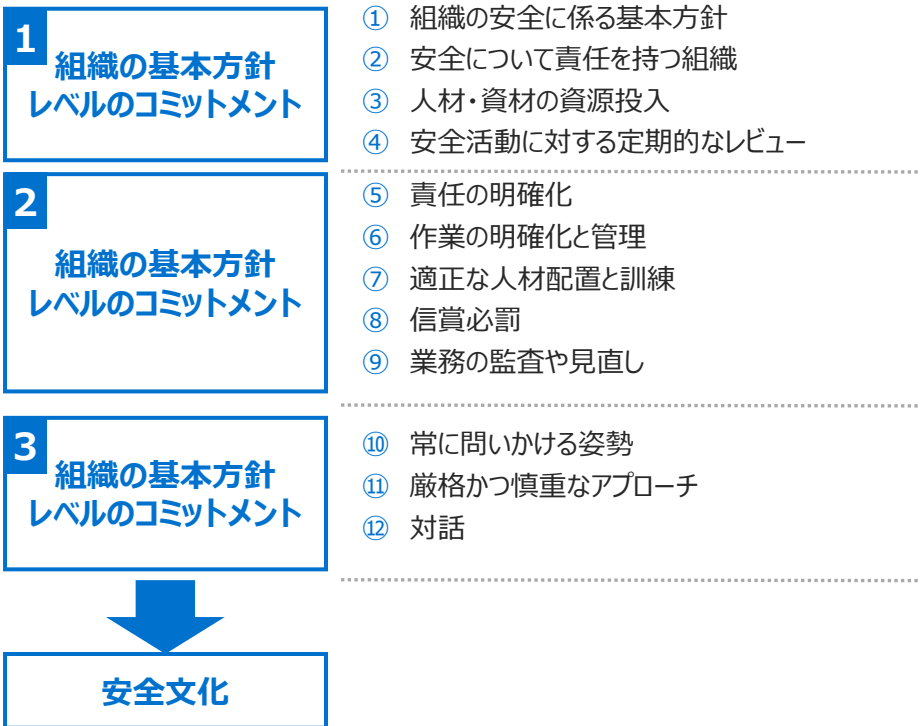 1
組織の基本方針
レベルのコミットメント
① 組織の安全に係る基本方針
② 安全について責任を持つ組織
③ 人材・資材の資源投入
④ 安全活動に対する定期的なレビュー
2
組織の基本方針
レベルのコミットメント
⑤ 責任の明確化
⑥ 作業の明確化と管理
⑦ 適正な人材配置と訓練
⑧ 信賞必罰
⑨ 業務の監査や見直し
3
組織の基本方針
レベルのコミットメント
⑩ 常に問いかける姿勢
⑪ 厳格かつ慎重なアプローチ
⑫ 対話
安全文化